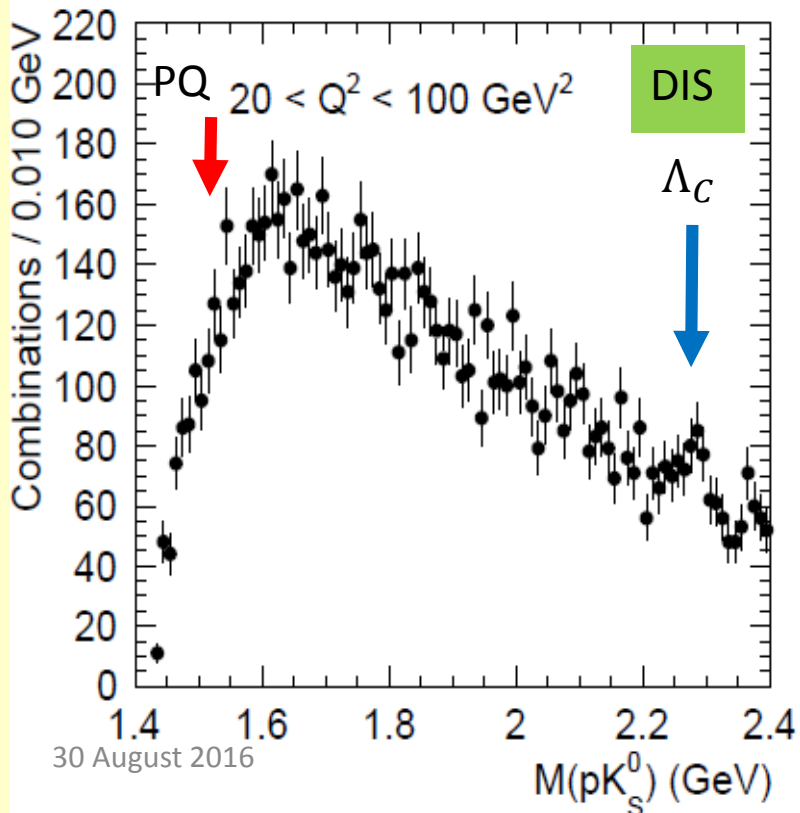 Combinations / 0.010 GeV
220
200
180
160
140
120
100
80
60
40
20
0
PQ
20 < Q² < 100 GeV²
DIS
Λ_C
1.4 1.6 1.8 2 2.2 2.4
30 August 2016
M(pK⁰_S) (GeV)